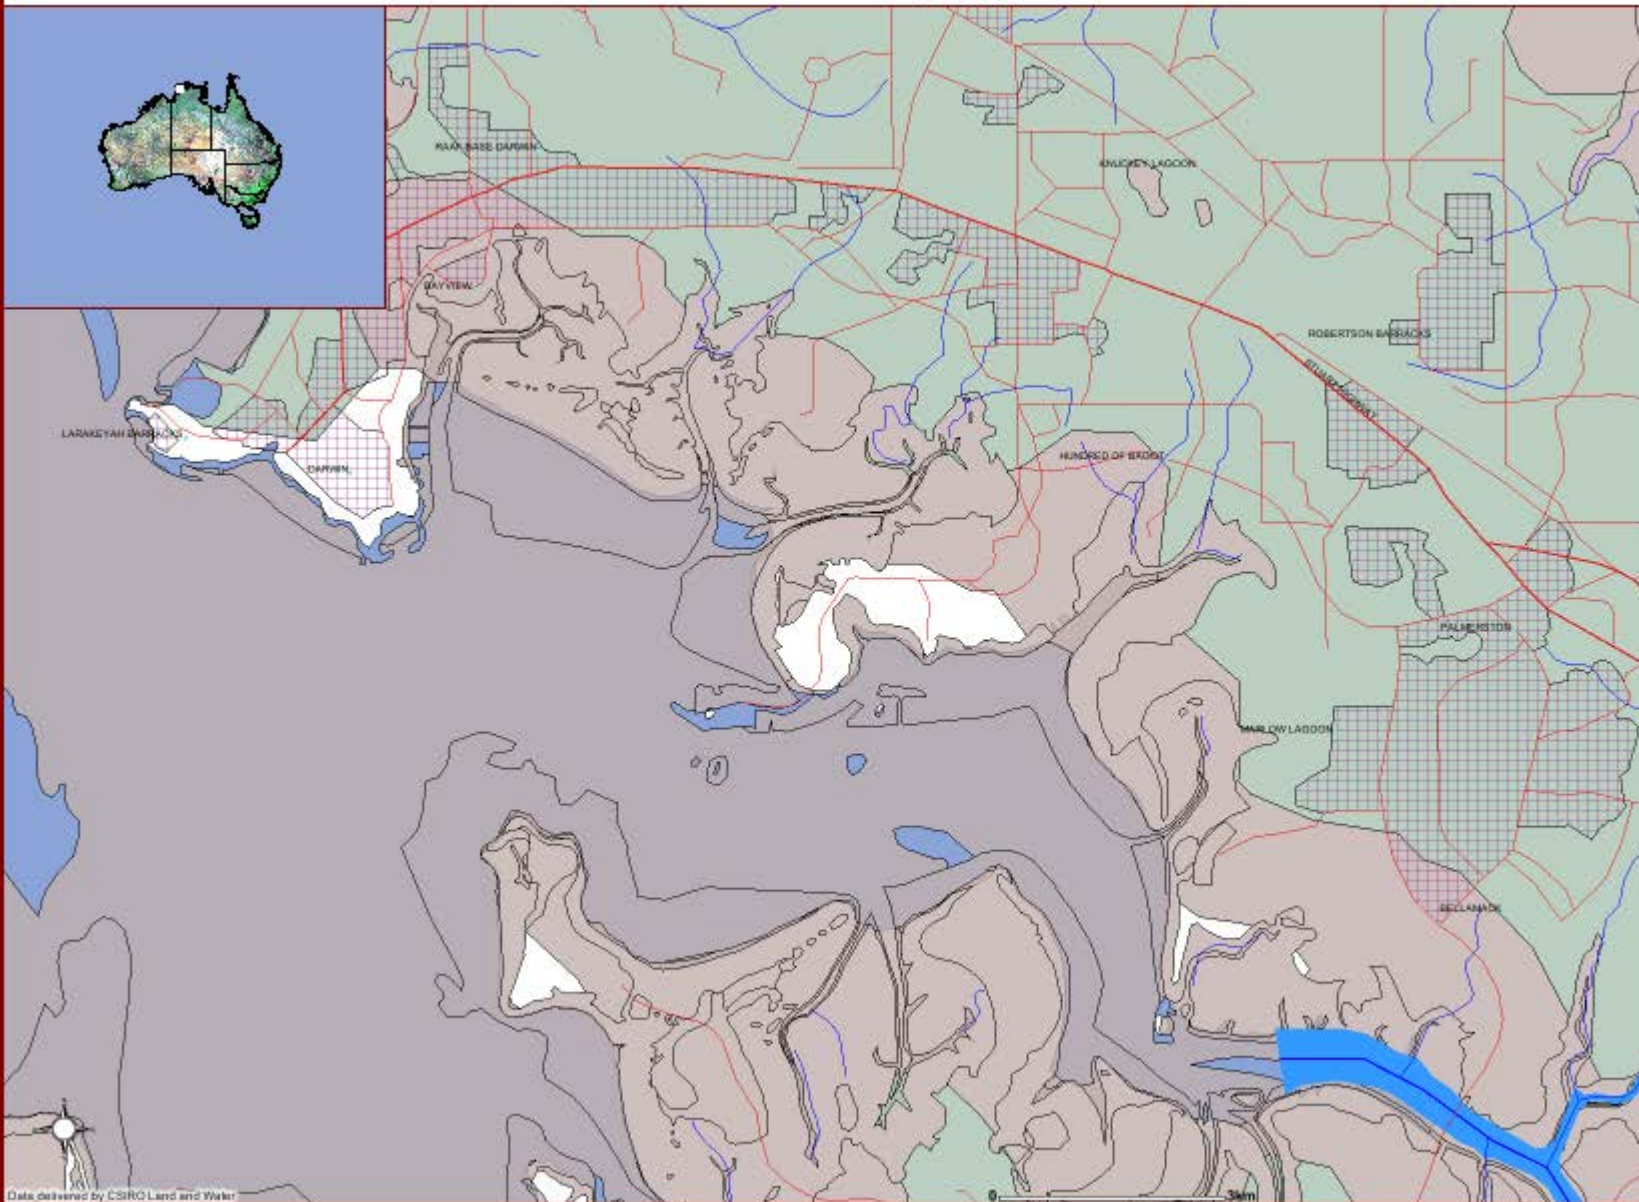 RAAF BASE DARWIN
KNUCKEY LAGOON
BAYVIEW
ROBERTSON BARRACKS
STUART HIGHWAY
LARAKEYAH BARRACKS
DARWIN
HUNDRED OF BAGOT
PALMERSTON
MARLOW LAGOON
BELLAMACK
0 3km
Data delivered by CSIRO Land and Water